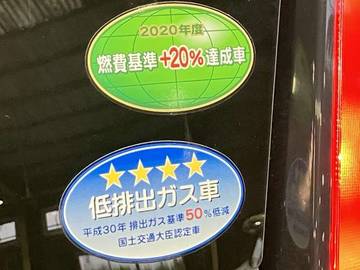 2020年度
燃費基準+20%達成車
低排出ガス車
平成30年 排出ガス基準50%低減
国土交通大臣認定車